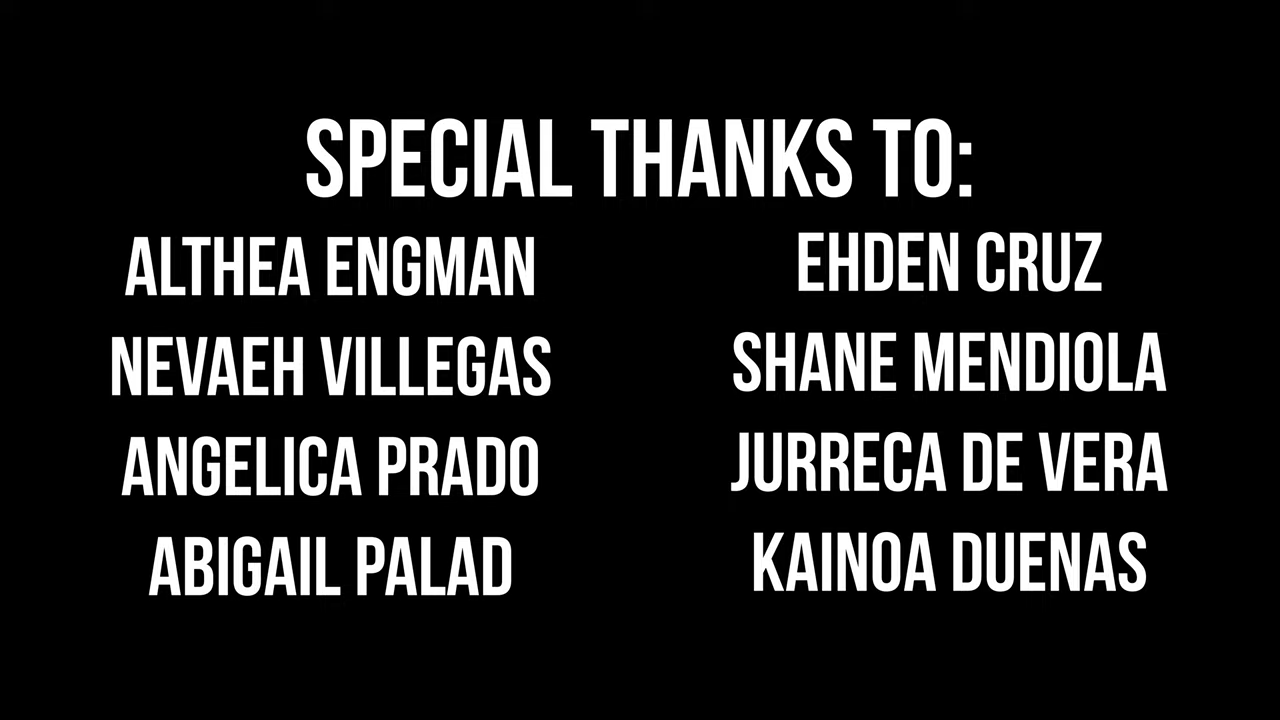 SPECIAL THANKS TO:
ALTHEA ENGMAN
NEVAEH VILLEGAS
ANGELICA PRADO
ABIGAIL PALAD
EHDEN CRUZ
SHANE MENDIOLA
JURRECA DE VERA
KAINOA DUENAS